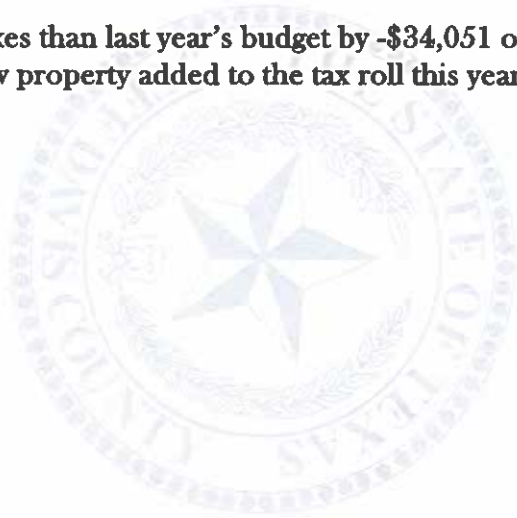 than last year's budget by -$34,051
property added to the tax roll this year
STATE OF TEXAS
DAVIS COUNTY